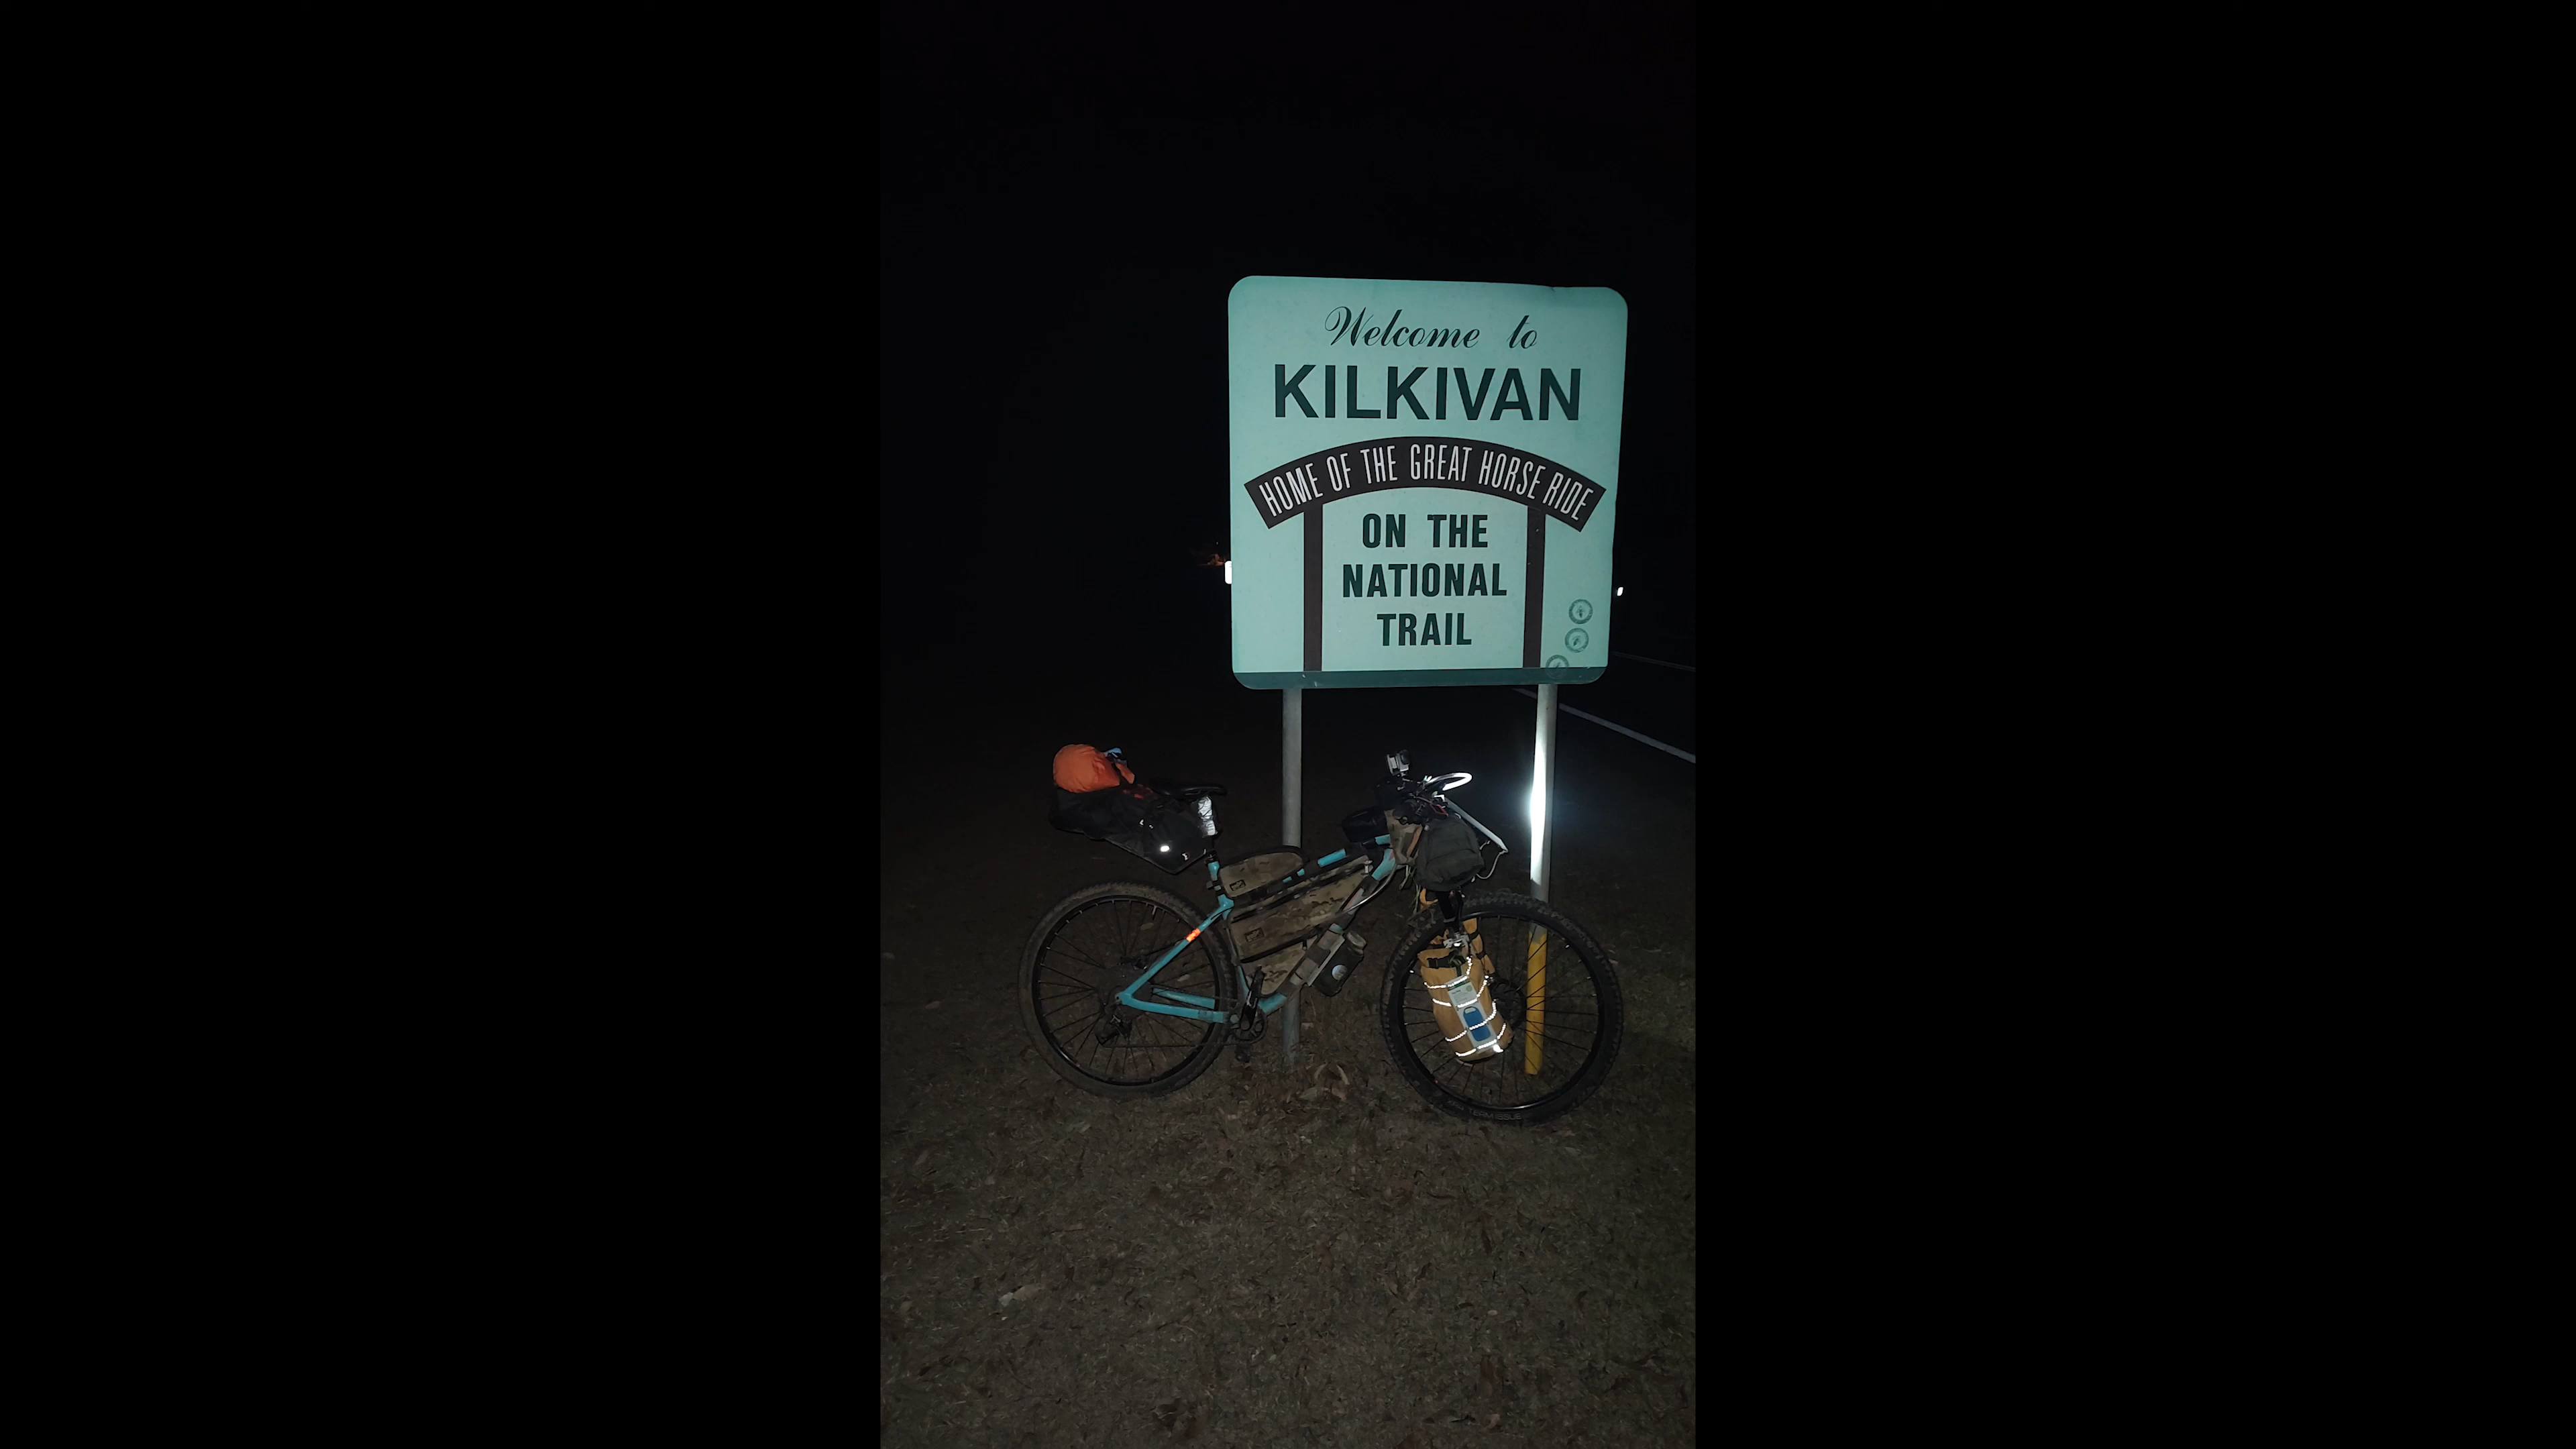 Welcome to
KILKIVAN
HOME OF THE GREAT HORSE RIDE
ON THE
NATIONAL
TRAIL